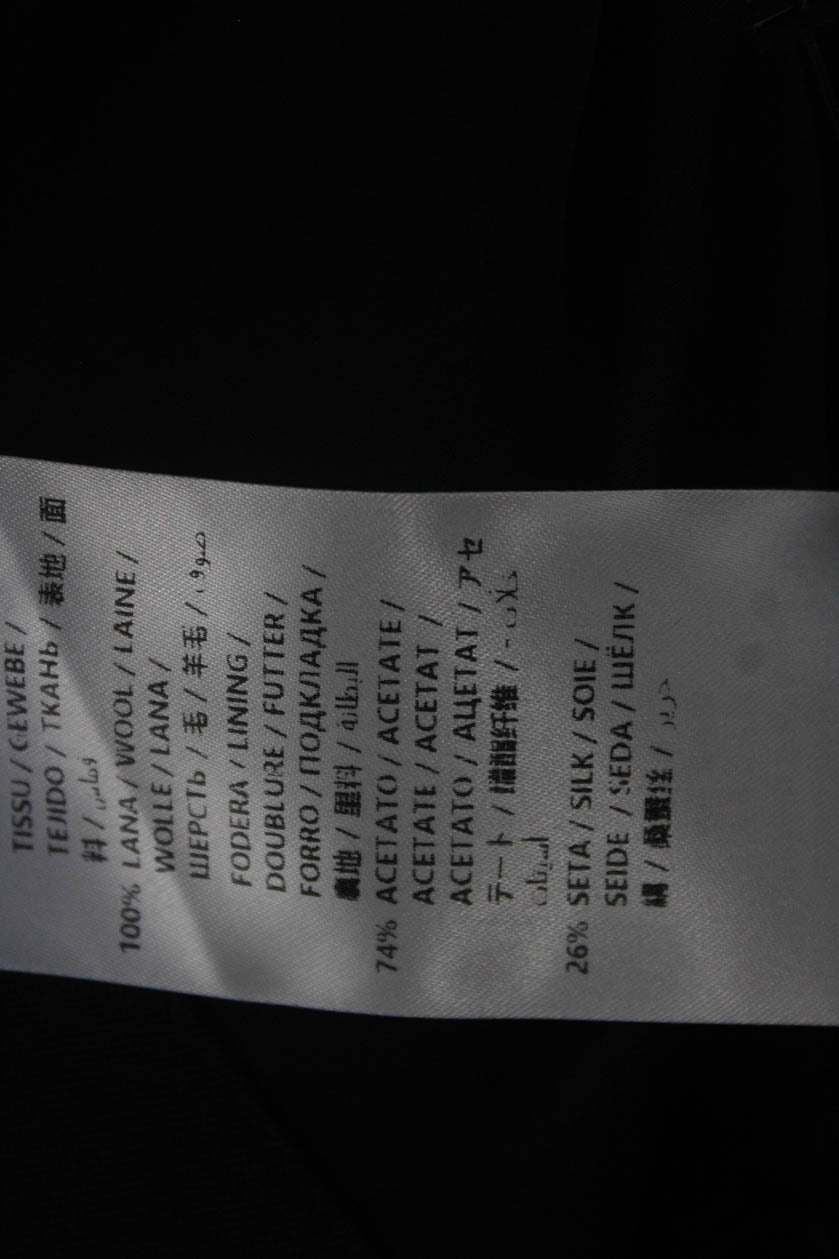 TISSU / GEWEBE /
TEJIDO / ТКАНЬ / 表地 / 面
料 / قماش
100% LANA / WOOL / LAINE /
WOLLE / LANA /
ШЕРСТЬ / 毛 / 羊毛 / صوف
FODERA / LINING /
DOUBLURE / FUTTER /
FORRO / ПОДКЛАДКА /
裏地 / 里料 / البطانة
74% ACETATO / ACETATE /
ACETATE / ACETAT /
ACETATO / АЦЕТАТ / アセ
テート / 醋酯纤维 /
أسيتات
26% SETA / SILK / SOIE /
SEIDE / SEDA / ШЁЛК /
絹 / 桑蚕丝 / حرير